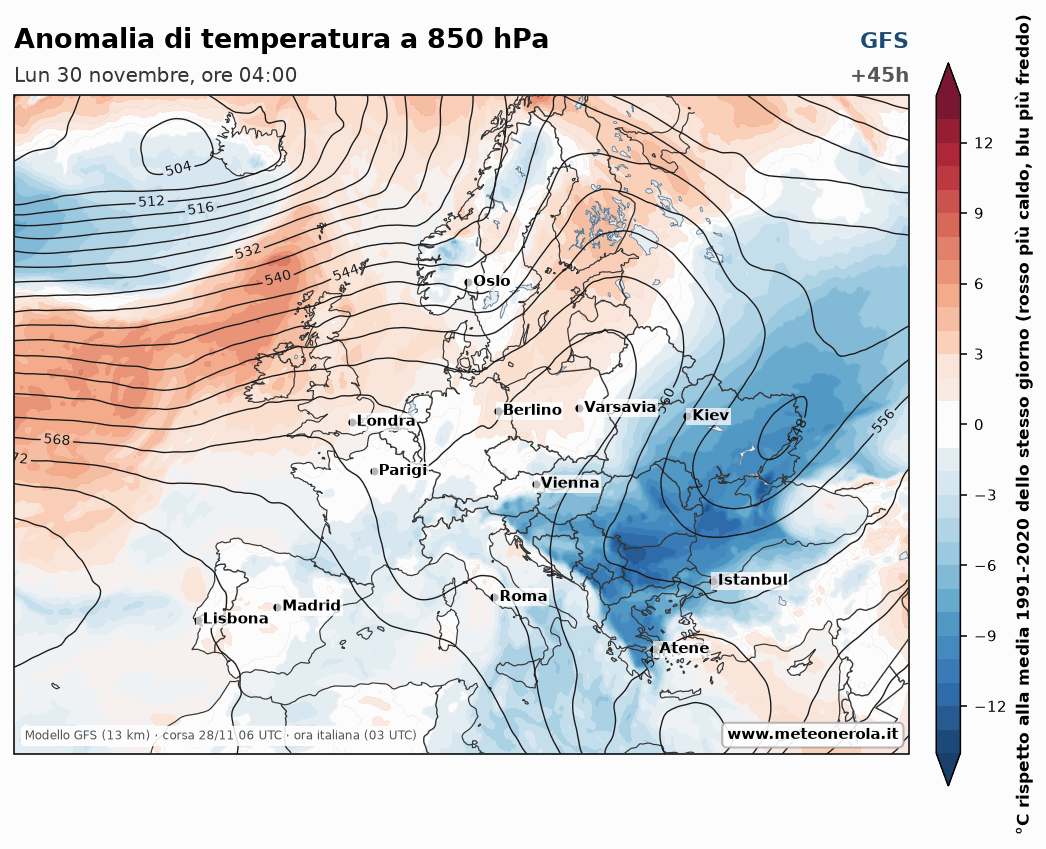 Anomalia di temperatura a 850 hPa
GFS
Lun 30 novembre, ore 04:00
+45h
504
512
516
532
540
544
568
72
560
548
556
Oslo
Londra
Berlino
Varsavia
Kiev
Parigi
Vienna
Istanbul
Roma
Madrid
Lisbona
Atene
Modello GFS (13 km) · corsa 28/11 06 UTC · ora italiana (03 UTC)
www.meteonerola.it
12
9
6
3
0
−3
−6
−9
−12
°C rispetto alla media 1991-2020 dello stesso giorno (rosso più caldo, blu più freddo)